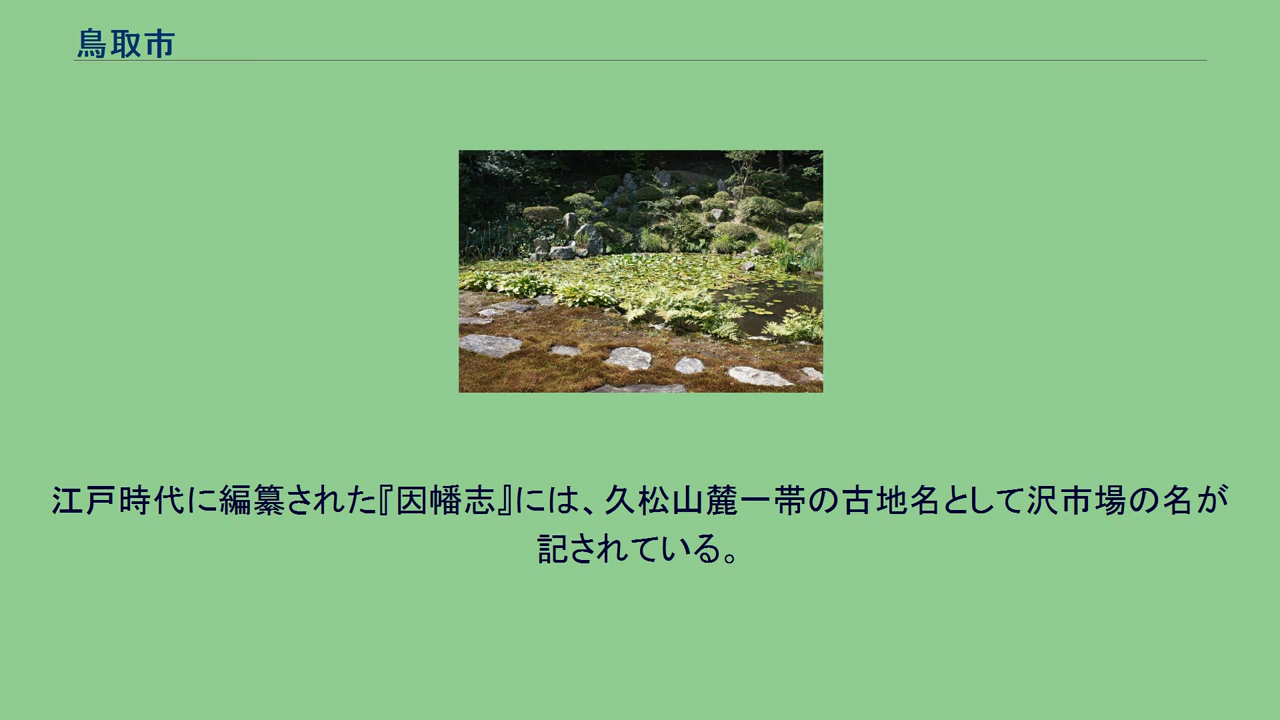 鳥取市
江戸時代に編纂された『因幡志』には、久松山麓一帯の古地名として沢市場の名が
記されている。